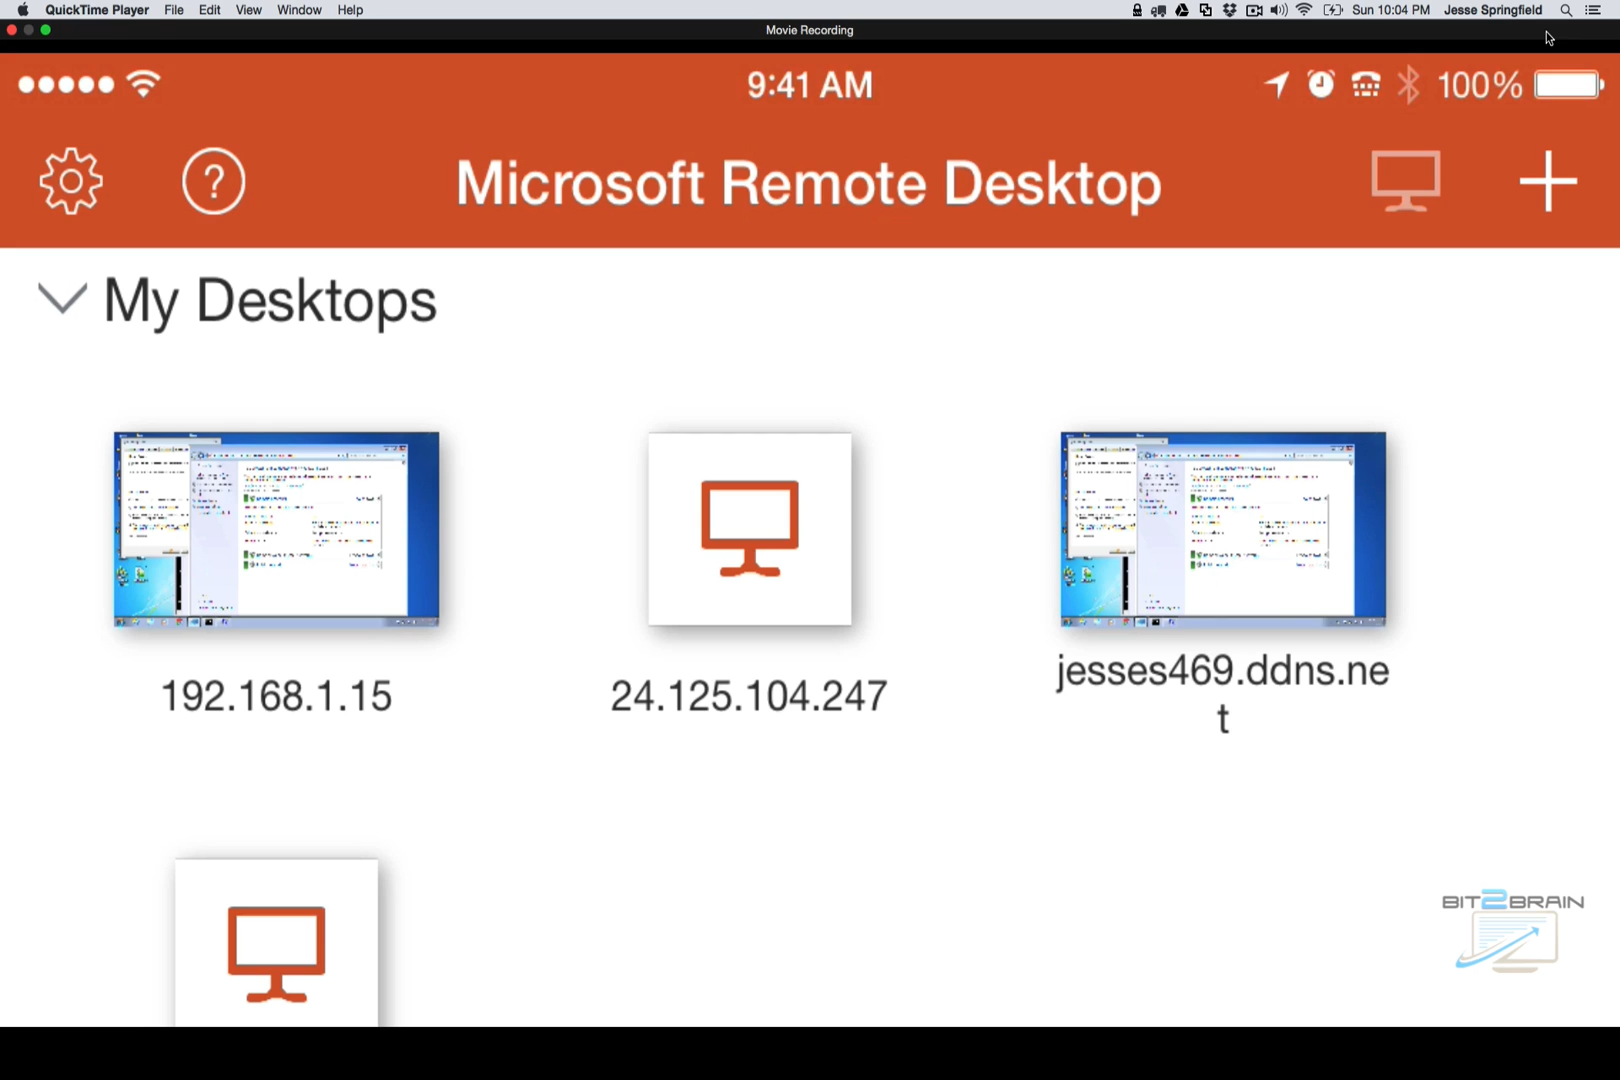 QuickTime Player File Edit View Window Help Sun 10:04 PM Jesse Springfield
Movie Recording
9:41 AM 100%
? Microsoft Remote Desktop
My Desktops
192.168.1.15
24.125.104.247
jesses469.ddns.ne
t
BIT2BRAIN